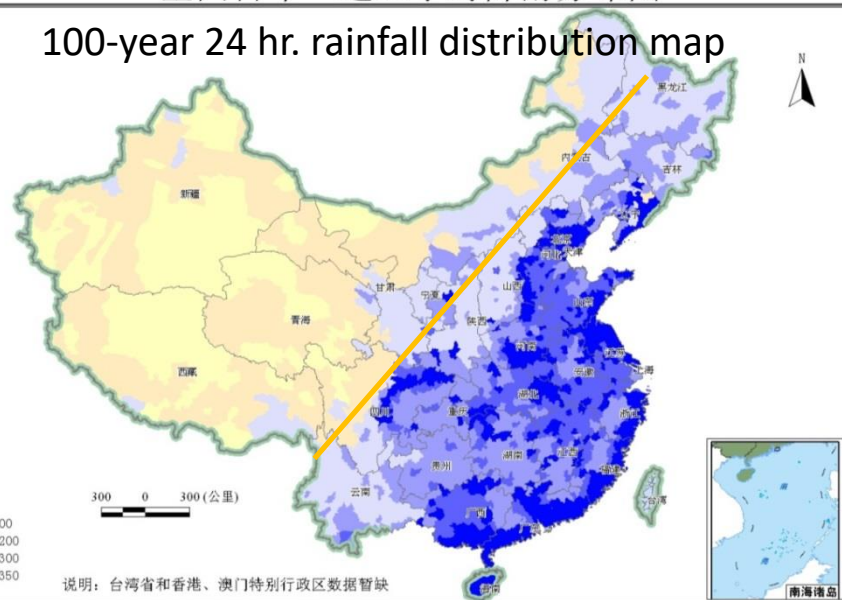 100-year 24 hr. rainfall distribution map
N
黑龙江
内蒙古
吉林
新疆
辽宁
北京
天津
河北
甘肃
宁夏
山西
山东
青海
陕西
河南
江苏
西藏
安徽
上海
湖北
四川
重庆
浙江
贵州
湖南
江西
福建
云南
台湾
广西
广东
海南
300 0 300 (公里)
00
200
300
350
说明：台湾省和香港、澳门特别行政区数据暂缺
南海诸岛